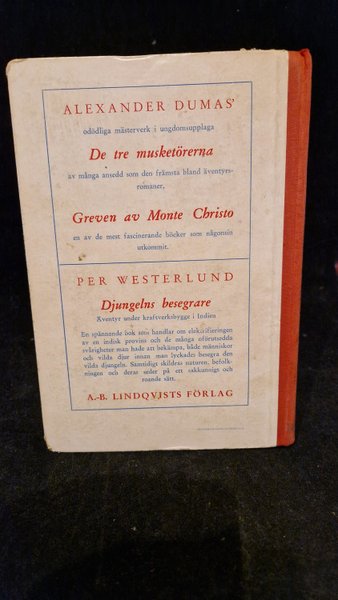 ALEXANDER DUMAS'
odödliga mästerverk i ungdomsupplaga
De tre musketörerna
av många ansedd som den främsta bland äventyrs-
romaner,
Greven av Monte Christo
en av de mest fascinerande böcker som någonsin
utkommit.
PER WESTERLUND
Djungelns besegrare
Äventyr under kraftverksbygge i Indien
En spännande bok som handlar om elektrifieringen
av en indisk provins och de många oförutsedda
svårigheter man hade att bekämpa, både människor
och vilda djur innan man lyckades besegra den
vilda djungeln. Samtidigt skildras naturen, befolk-
ningen och deras seder på ett sakkunnigt och
roande sätt.
A.-B. LINDQVISTS FÖRLAG